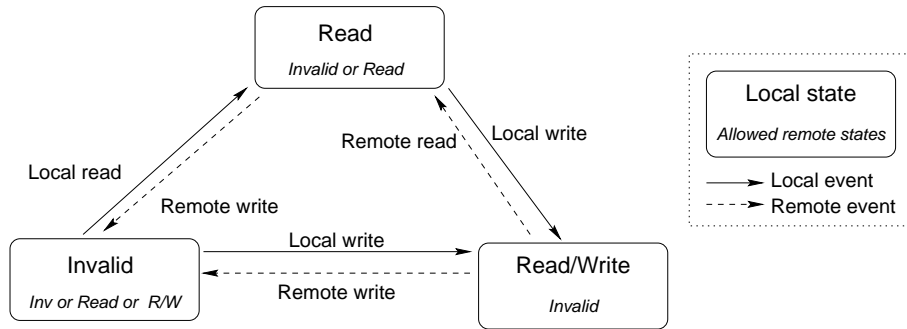 Read
Invalid or Read
Local state
Allowed remote states
Remote read
Local write
Local read
Local event
Remote write
Remote event
Local write
Invalid
Inv or Read or R/W
Read/Write
Invalid
Remote write